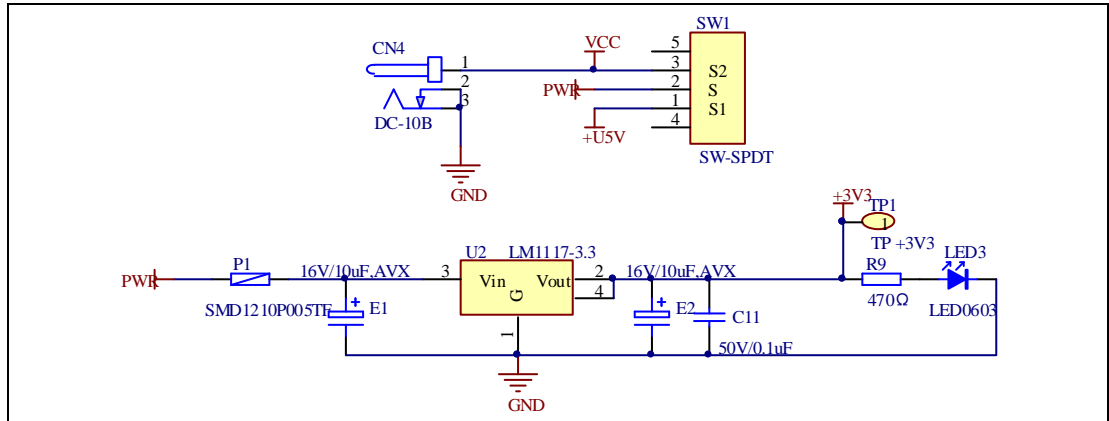 SW1
CN4
VCC
5
1
3
S2
2
PWR
2
S
3
1
S1
DC-10B
+U5V
4
SW-SPDT
GND
+3V3
TP1
1
TP +3V3
P1
16V/10uF,AVX
U2
LM1117-3.3
16V/10uF,AVX
R9
LED3
PWR
3
Vin
Vout
2
G
4
SMD1210P005TF
E1
E2
C11
470Ω
LED0603
1
50V/0.1uF
GND